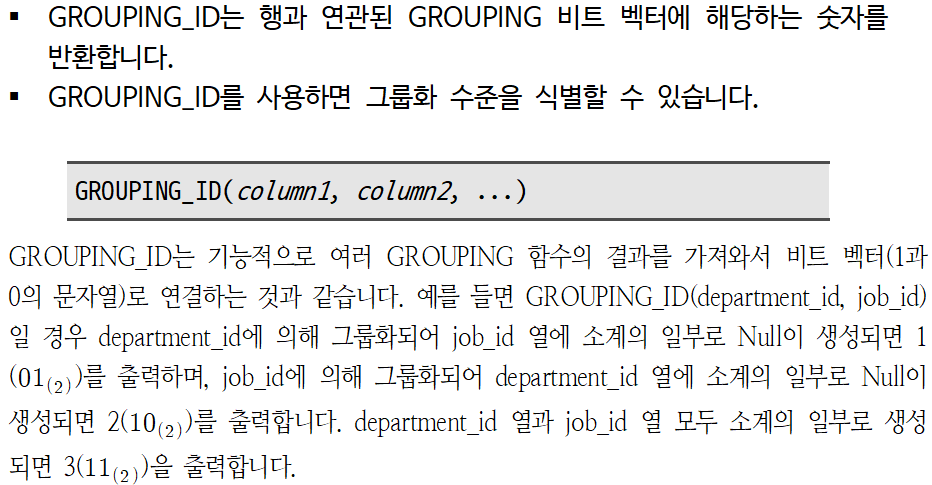 ▪ GROUPING_ID는 행과 연관된 GROUPING 비트 벡터에 해당하는 숫자를
반환합니다.
▪ GROUPING_ID를 사용하면 그룹화 수준을 식별할 수 있습니다.
GROUPING_ID(column1, column2, ...)
GROUPING_ID는 기능적으로 여러 GROUPING 함수의 결과를 가져와서 비트 벡터(1과
0의 문자열)로 연결하는 것과 같습니다. 예를 들면 GROUPING_ID(department_id, job_id)
일 경우 department_id에 의해 그룹화되어 job_id 열에 소계의 일부로 Null이 생성되면 1
(01(2))를 출력하며, job_id에 의해 그룹화되어 department_id 열에 소계의 일부로 Null이
생성되면 2(10(2))를 출력합니다. department_id 열과 job_id 열 모두 소계의 일부로 생성
되면 3(11(2))을 출력합니다.